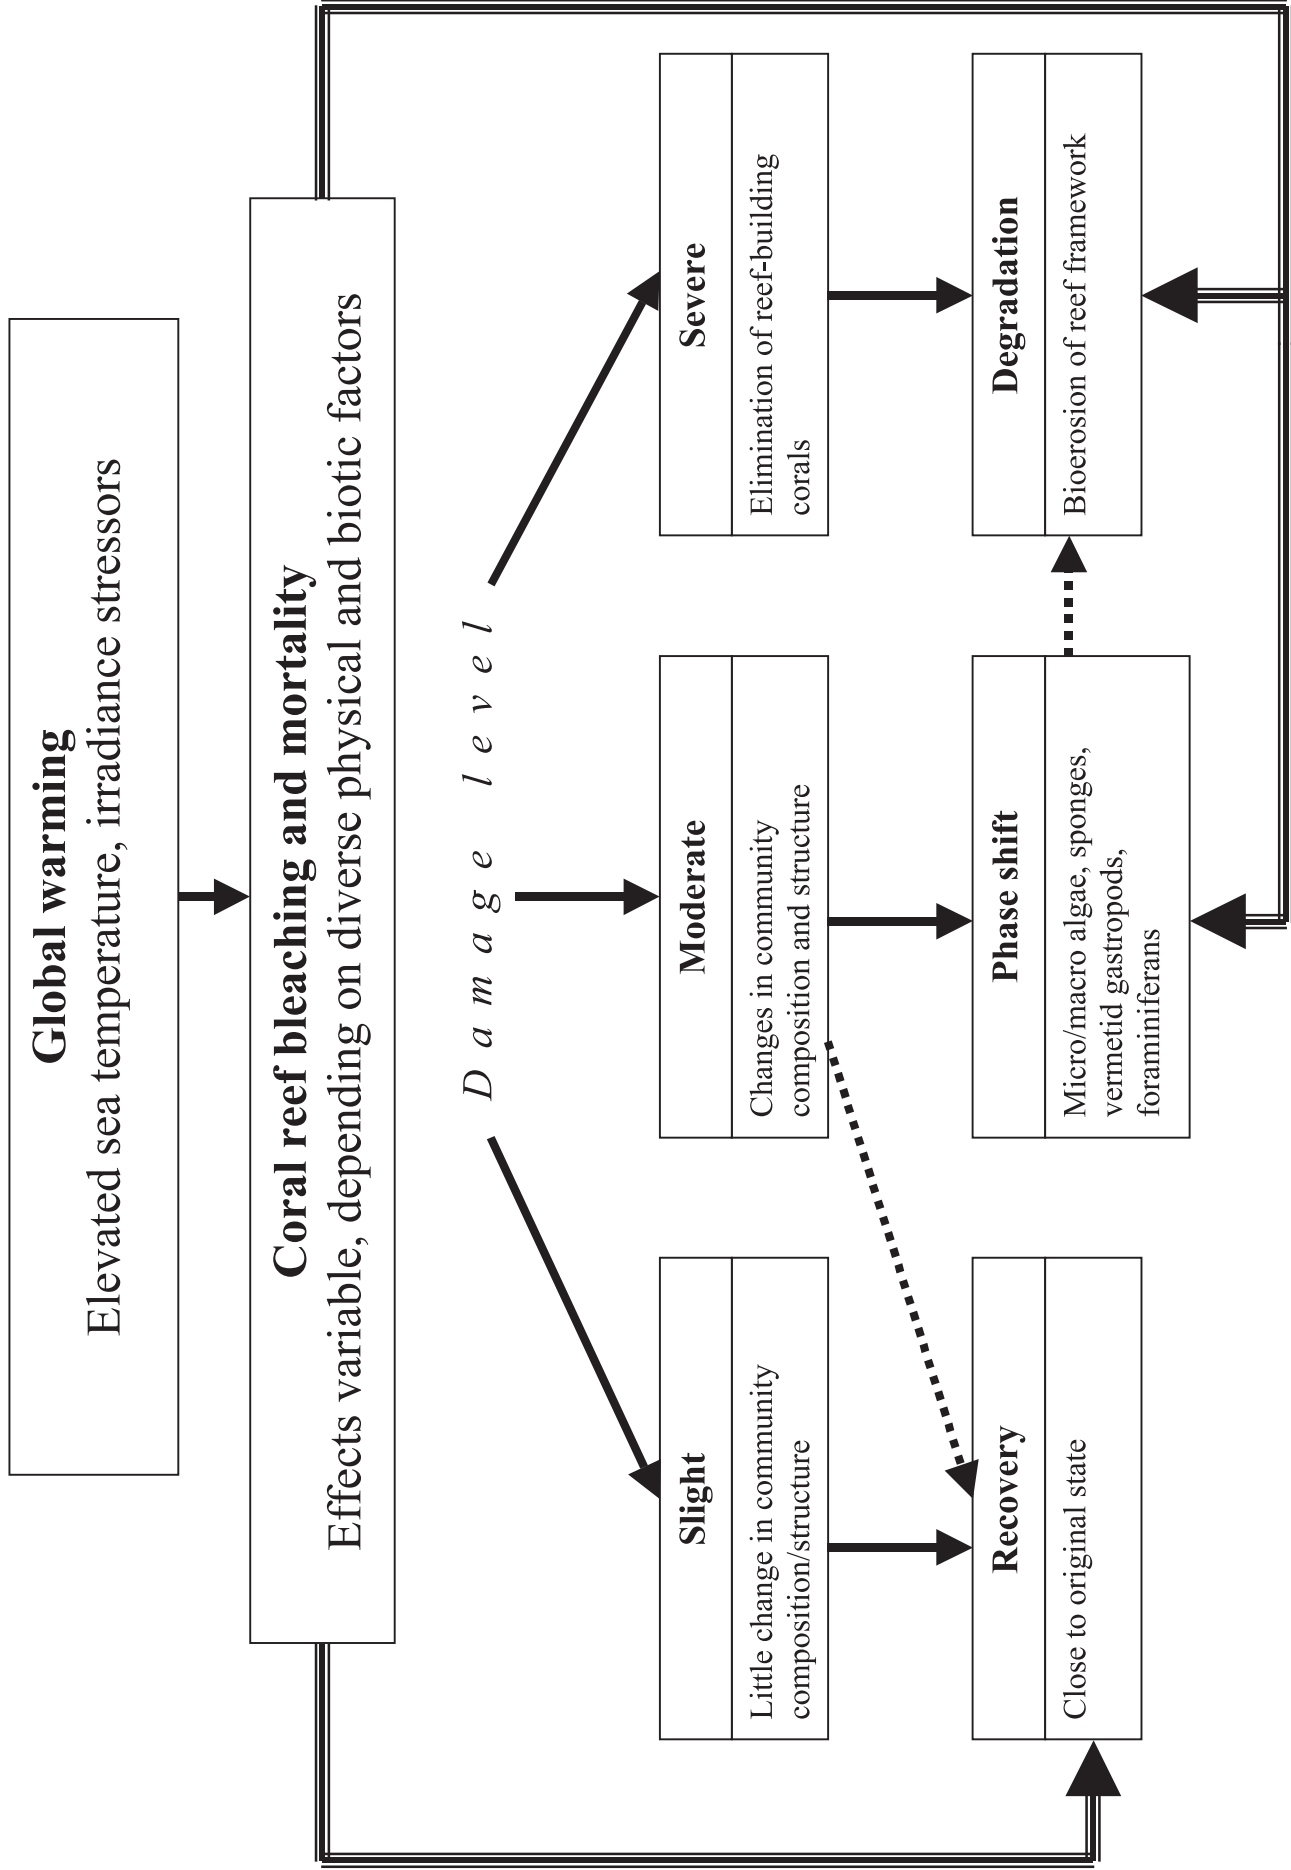 Global warming
Elevated sea temperature, irradiance stressors
Coral reef bleaching and mortality
Effects variable, depending on diverse physical and biotic factors
Damage level
Slight
Little change in community
composition/structure
Moderate
Changes in community
composition and structure
Severe
Elimination of reef-building
corals
Recovery
Close to original state
Phase shift
Micro/macro algae, sponges,
vermetid gastropods,
foraminiferans
Degradation
Bioerosion of reef framework